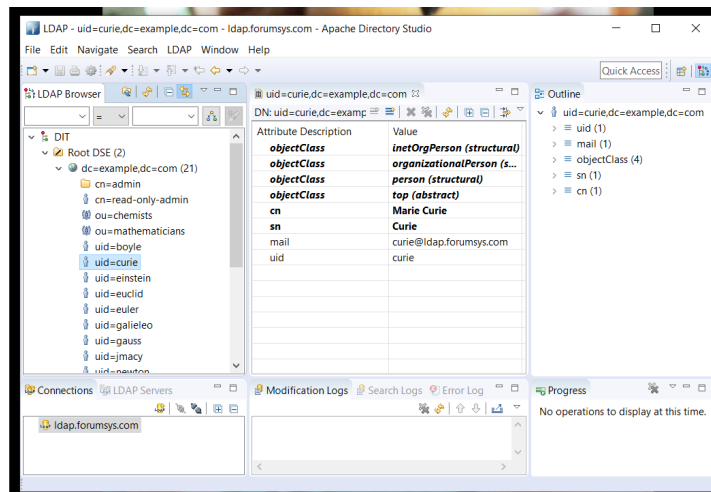 LDAP - uid=curie,dc=example,dc=com - ldap.forumsys.com - Apache Directory Studio
File Edit Navigate Search LDAP Window Help
Quick Access
LDAP Browser
=
DIT
Root DSE (2)
dc=example,dc=com (21)
cn=admin
cn=read-only-admin
ou=chemists
ou=mathematicians
uid=boyle
uid=curie
uid=einstein
uid=euclid
uid=euler
uid=galieleo
uid=gauss
uid=jmacy
uid=newton
uid=curie,dc=example,dc=com
DN: uid=curie,dc=examp
Attribute Description Value
objectClass inetOrgPerson (structural)
objectClass organizationalPerson (s...
objectClass person (structural)
objectClass top (abstract)
cn Marie Curie
sn Curie
mail curie@ldap.forumsys.com
uid curie
Outline
uid=curie,dc=example,dc=com
uid (1)
mail (1)
objectClass (4)
sn (1)
cn (1)
Connections LDAP Servers
ldap.forumsys.com
Modification Logs Search Logs Error Log
Progress
No operations to display at this time.